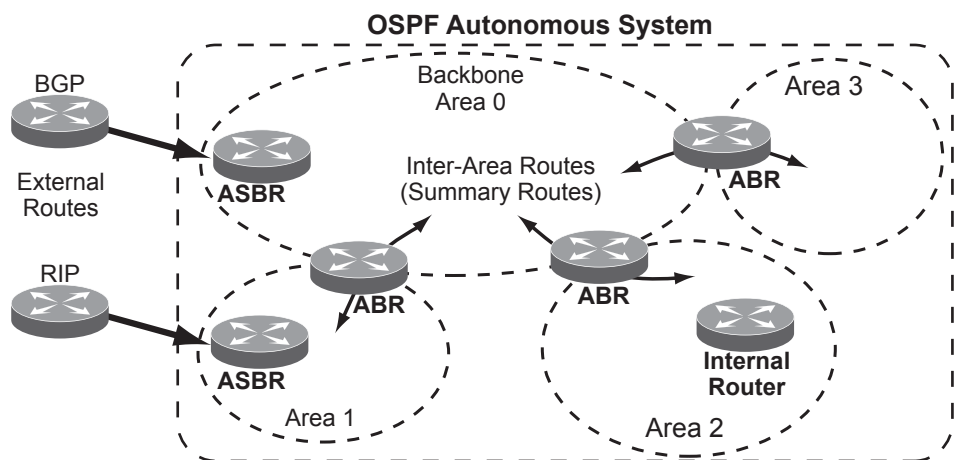 OSPF Autonomous System
BGP
External
Routes
RIP
Backbone
Area 0
Area 3
ASBR
Inter-Area Routes
(Summary Routes)
ABR
ABR
ABR
ASBR
Area 1
Internal
Router
Area 2